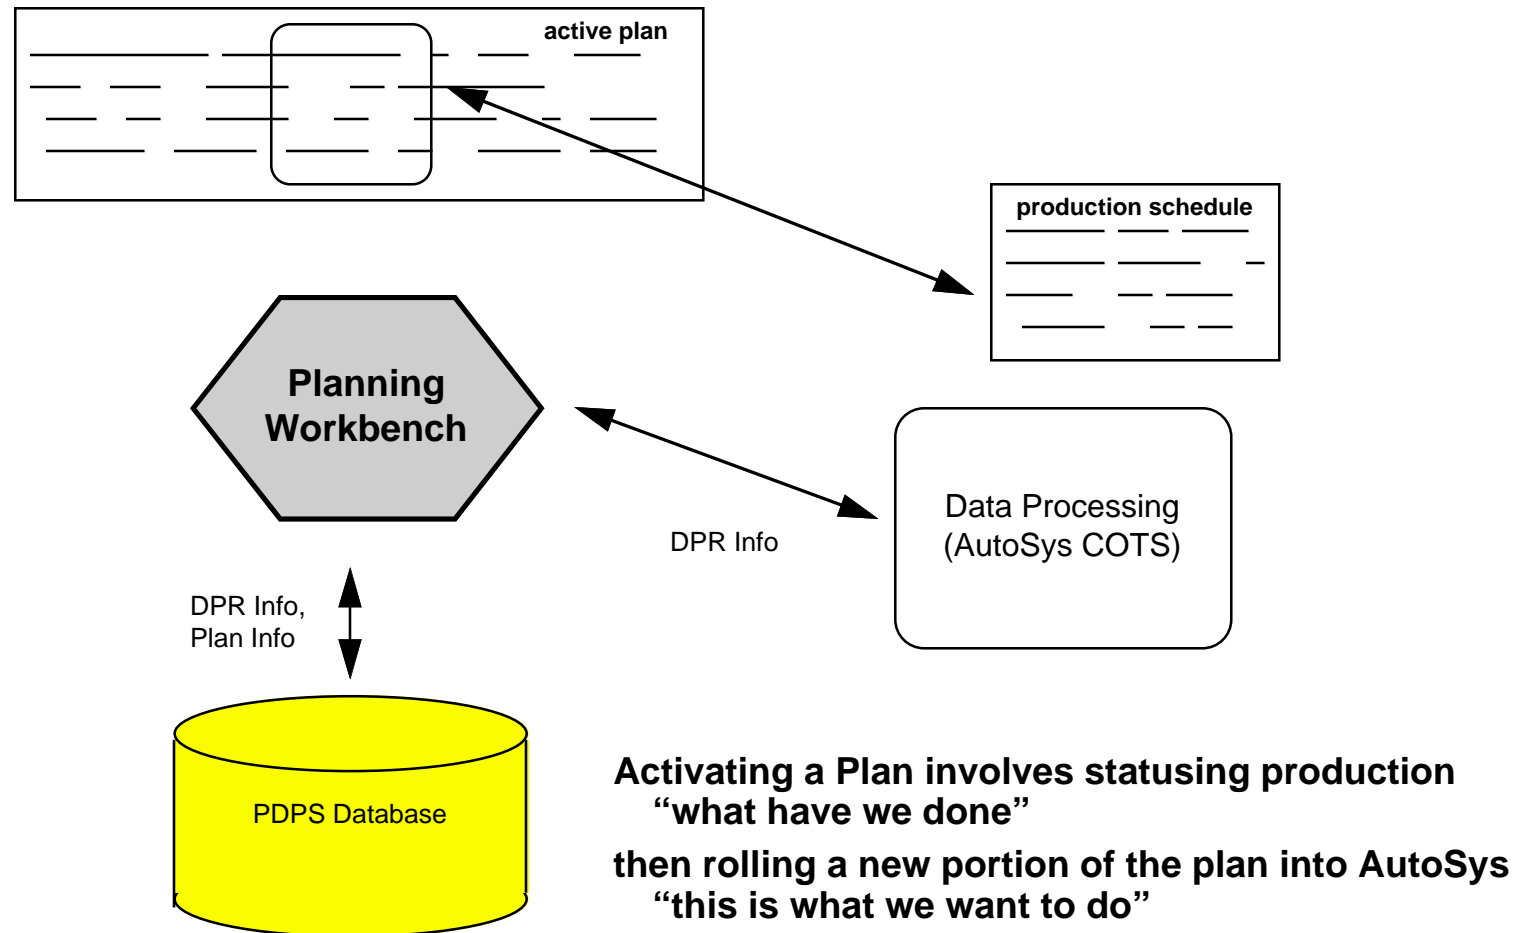 active plan
production schedule
Planning
Workbench
Data Processing
(AutoSys COTS)
DPR Info
DPR Info,
Plan Info
PDPS Database
Activating a Plan involves statusing production
“what have we done”
then rolling a new portion of the plan into AutoSys
“this is what we want to do”